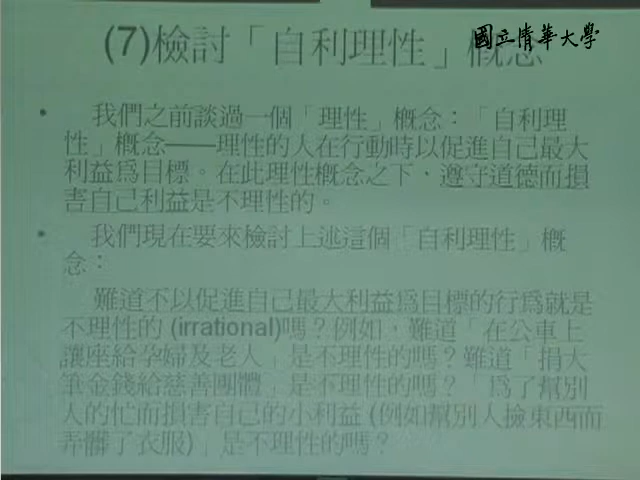 國立清華大學
(7)檢討「自利理性」概念
• 我們之前談過一個「理性」概念：「自利理
性」概念——理性的人在行動時以促進自己最大
利益為目標。在此理性概念之下、遵守道德而損
害自己利益是不理性的。
• 我們現在要來檢討上述這個「自利理性」概
念：
難道不以促進自己最大利益為目標的行為就是
不理性的 (irrational)嗎？例如，難道「在公車上
讓座給孕婦及老人」是不理性的嗎？難道「捐大
筆金錢給慈善團體」是不理性的嗎？「為了幫別
人的忙而損害自己的小利益 (例如幫別人撿東西而
弄髒了衣服)」是不理性的嗎？